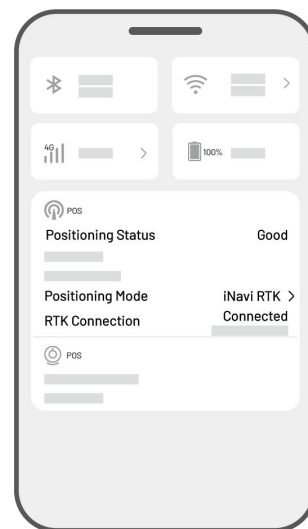 4G
100%
POS
Positioning Status Good
Positioning Mode iNavi RTK >
RTK Connection Connected
POS